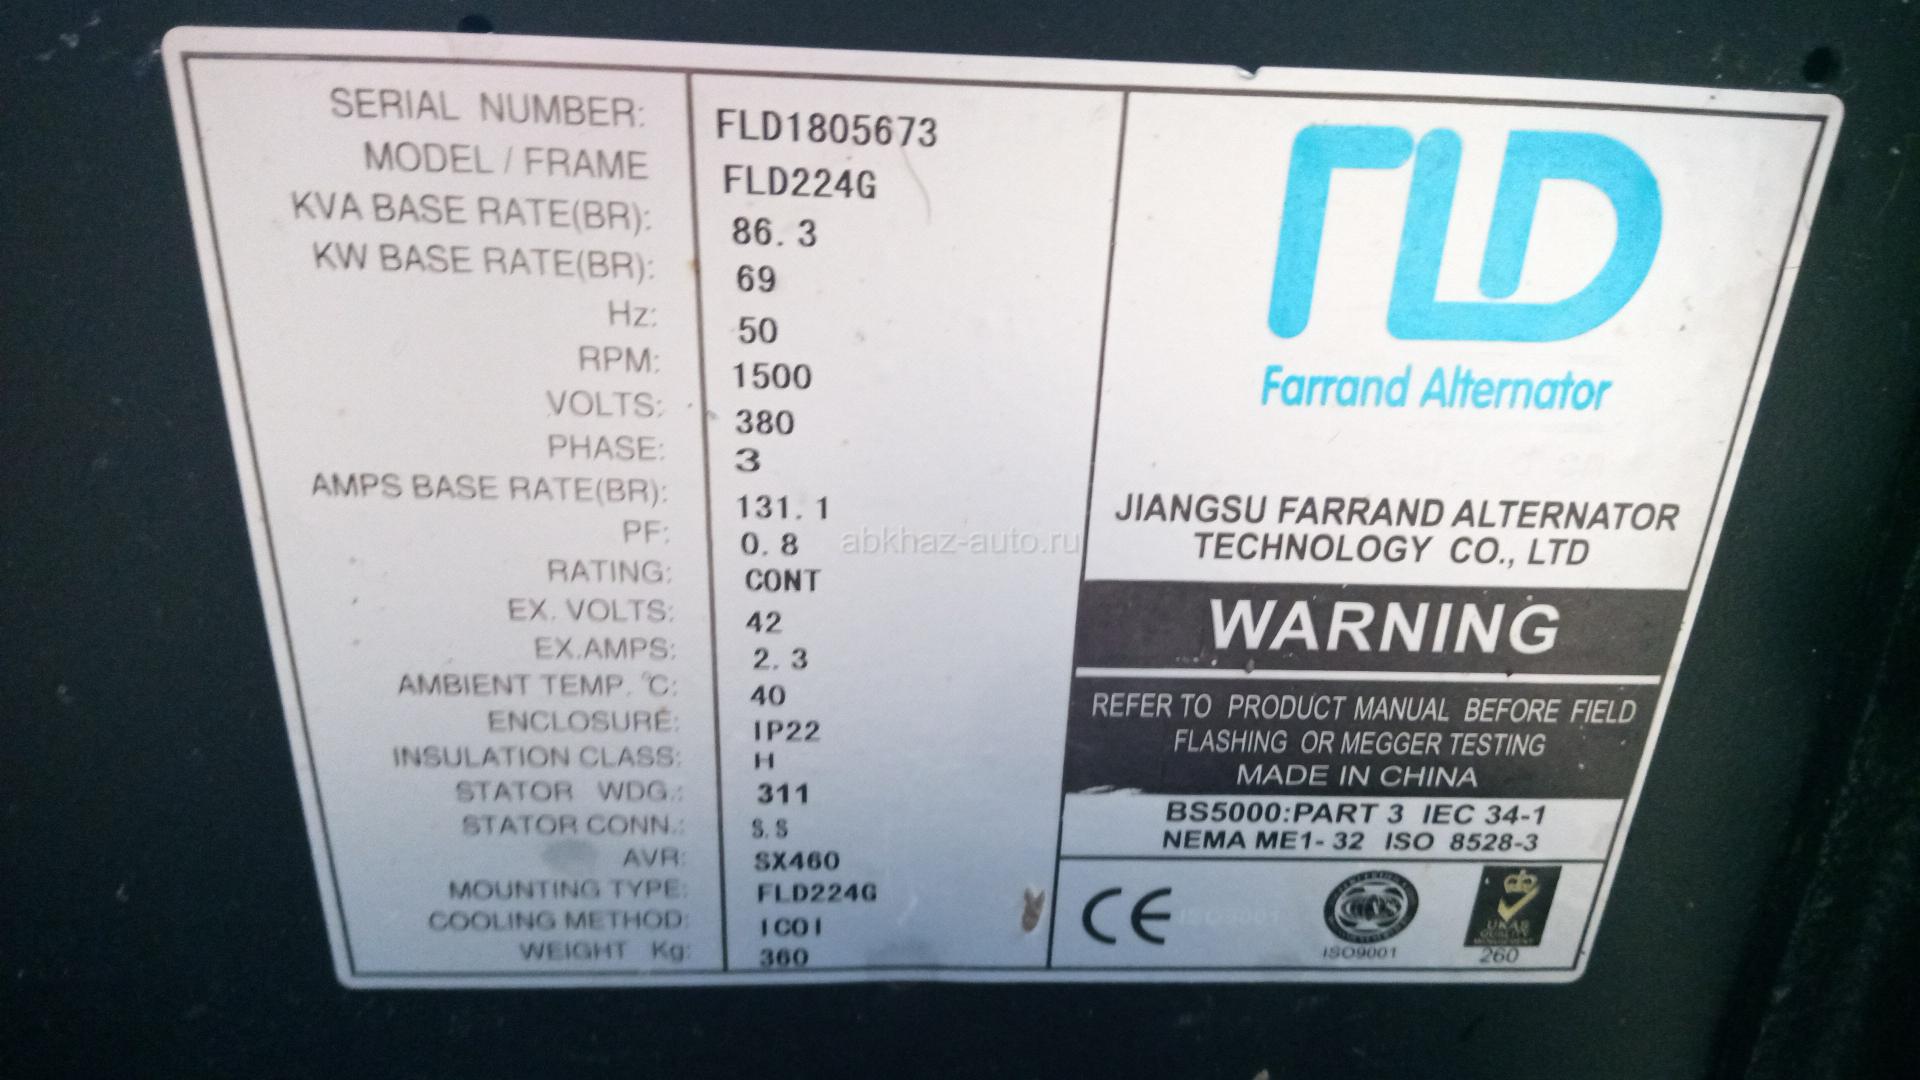 SERIAL NUMBER: FLD1805673
MODEL / FRAME FLD224G
KVA BASE RATE(BR): 86.3
KW BASE RATE(BR): 69
Hz: 50
RPM: 1500
VOLTS: 380
PHASE: 3
AMPS BASE RATE(BR): 131.1
PF: 0.8
RATING: CONT
EX. VOLTS: 42
EX.AMPS: 2.3
AMBIENT TEMP. °C: 40
ENCLOSURE: IP22
INSULATION CLASS: H
STATOR WDG.: 311
STATOR CONN.: S.S
AVR: SX460
MOUNTING TYPE: FLD224G
COOLING METHOD: IC01
WEIGHT Kg: 360
FLD
Farrand Alternator
JIANGSU FARRAND ALTERNATOR
TECHNOLOGY CO., LTD
WARNING
REFER TO PRODUCT MANUAL BEFORE FIELD
FLASHING OR MEGGER TESTING
MADE IN CHINA
BS5000:PART 3 IEC 34-1
NEMA ME1-32 ISO 8528-3
CE
ISO9001
ISO9001
UKAS
QUALITY
MANAGEMENT
260
abkhaz-auto.ru